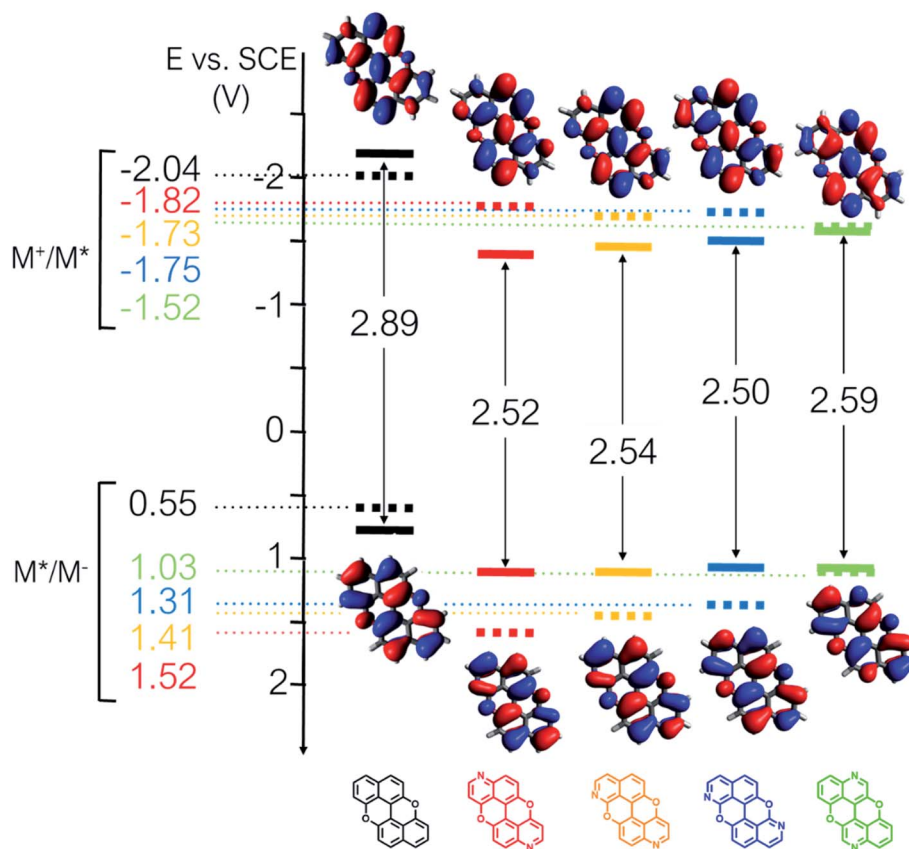 E vs. SCE
(V)
-2.04
-1.82
-1.73
-1.75
-1.52
M⁺/M*
-2
-1
0
1
2
2.89
2.52
2.54
2.50
2.59
0.55
1.03
1.31
1.41
1.52
M*/M⁻
O
O
N
O
O
N
N
O
O
N
N
O
O
N
N
O
O
N